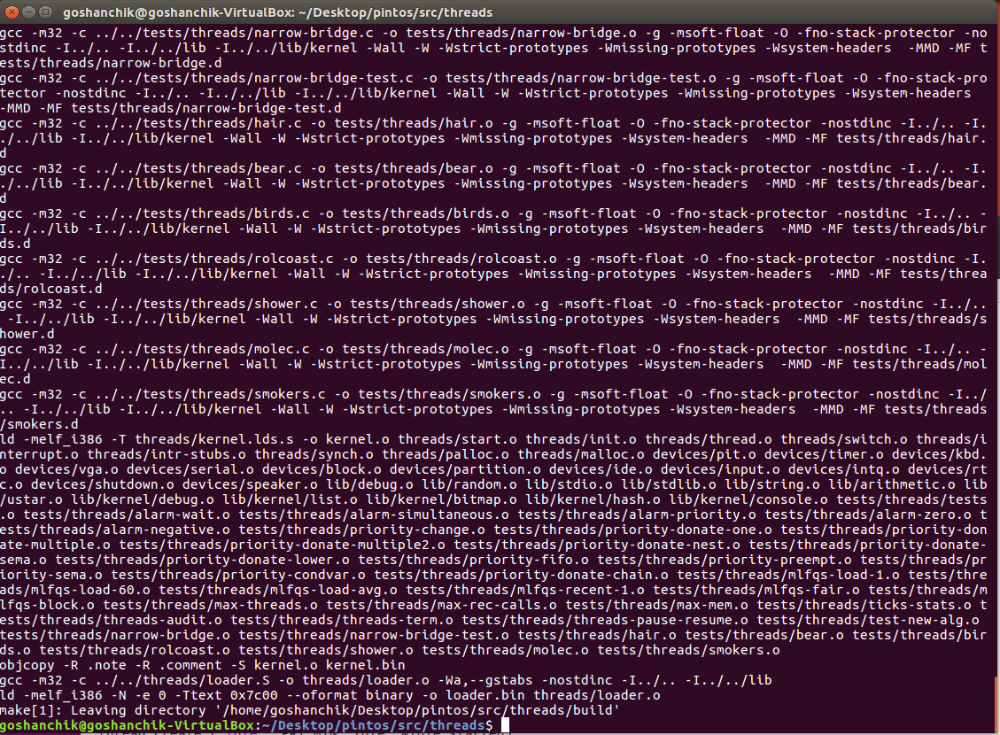 goshanchik@goshanchik-VirtualBox: ~/Desktop/pintos/src/threads
gcc -m32 -c ../../tests/threads/narrow-bridge.c -o tests/threads/narrow-bridge.o -g -msoft-float -O -fno-stack-protector -no
stdinc -I../.. -I../../lib -I../../lib/kernel -Wall -W -Wstrict-prototypes -Wmissing-prototypes -Wsystem-headers  -MMD -MF t
ests/threads/narrow-bridge.d
gcc -m32 -c ../../tests/threads/narrow-bridge-test.c -o tests/threads/narrow-bridge-test.o -g -msoft-float -O -fno-stack-pro
tector -nostdinc -I../.. -I../../lib -I../../lib/kernel -Wall -W -Wstrict-prototypes -Wmissing-prototypes -Wsystem-headers
-MMD -MF tests/threads/narrow-bridge-test.d
gcc -m32 -c ../../tests/threads/hair.c -o tests/threads/hair.o -g -msoft-float -O -fno-stack-protector -nostdinc -I../.. -I.
./../lib -I../../lib/kernel -Wall -W -Wstrict-prototypes -Wmissing-prototypes -Wsystem-headers  -MMD -MF tests/threads/hair.
d
gcc -m32 -c ../../tests/threads/bear.c -o tests/threads/bear.o -g -msoft-float -O -fno-stack-protector -nostdinc -I../.. -I.
./../lib -I../../lib/kernel -Wall -W -Wstrict-prototypes -Wmissing-prototypes -Wsystem-headers  -MMD -MF tests/threads/bear.
d
gcc -m32 -c ../../tests/threads/birds.c -o tests/threads/birds.o -g -msoft-float -O -fno-stack-protector -nostdinc -I../.. -
I../../lib -I../../lib/kernel -Wall -W -Wstrict-prototypes -Wmissing-prototypes -Wsystem-headers  -MMD -MF tests/threads/bir
ds.d
gcc -m32 -c ../../tests/threads/rolcoast.c -o tests/threads/rolcoast.o -g -msoft-float -O -fno-stack-protector -nostdinc -I.
./.. -I../../lib -I../../lib/kernel -Wall -W -Wstrict-prototypes -Wmissing-prototypes -Wsystem-headers  -MMD -MF tests/threa
ds/rolcoast.d
gcc -m32 -c ../../tests/threads/shower.c -o tests/threads/shower.o -g -msoft-float -O -fno-stack-protector -nostdinc -I../..
 -I../../lib -I../../lib/kernel -Wall -W -Wstrict-prototypes -Wmissing-prototypes -Wsystem-headers  -MMD -MF tests/threads/s
hower.d
gcc -m32 -c ../../tests/threads/molec.c -o tests/threads/molec.o -g -msoft-float -O -fno-stack-protector -nostdinc -I../.. -
I../../lib -I../../lib/kernel -Wall -W -Wstrict-prototypes -Wmissing-prototypes -Wsystem-headers  -MMD -MF tests/threads/mol
ec.d
gcc -m32 -c ../../tests/threads/smokers.c -o tests/threads/smokers.o -g -msoft-float -O -fno-stack-protector -nostdinc -I../
.. -I../../lib -I../../lib/kernel -Wall -W -Wstrict-prototypes -Wmissing-prototypes -Wsystem-headers  -MMD -MF tests/threads
/smokers.d
ld -melf_i386 -T threads/kernel.lds.s -o kernel.o threads/start.o threads/init.o threads/thread.o threads/switch.o threads/i
nterrupt.o threads/intr-stubs.o threads/synch.o threads/palloc.o threads/malloc.o devices/pit.o devices/timer.o devices/kbd.
o devices/vga.o devices/serial.o devices/block.o devices/partition.o devices/ide.o devices/input.o devices/intq.o devices/rt
c.o devices/shutdown.o devices/speaker.o lib/debug.o lib/random.o lib/stdio.o lib/stdlib.o lib/string.o lib/arithmetic.o lib
/ustar.o lib/kernel/debug.o lib/kernel/list.o lib/kernel/bitmap.o lib/kernel/hash.o lib/kernel/console.o tests/threads/tests
.o tests/threads/alarm-wait.o tests/threads/alarm-simultaneous.o tests/threads/alarm-priority.o tests/threads/alarm-zero.o t
ests/threads/alarm-negative.o tests/threads/priority-change.o tests/threads/priority-donate-one.o tests/threads/priority-don
ate-multiple.o tests/threads/priority-donate-multiple2.o tests/threads/priority-donate-nest.o tests/threads/priority-donate-
sema.o tests/threads/priority-donate-lower.o tests/threads/priority-fifo.o tests/threads/priority-preempt.o tests/threads/pr
iority-sema.o tests/threads/priority-condvar.o tests/threads/priority-donate-chain.o tests/threads/mlfqs-load-1.o tests/thre
ads/mlfqs-load-60.o tests/threads/mlfqs-load-avg.o tests/threads/mlfqs-recent-1.o tests/threads/mlfqs-fair.o tests/threads/m
lfqs-block.o tests/threads/max-threads.o tests/threads/max-rec-calls.o tests/threads/max-mem.o tests/threads/ticks-stats.o t
ests/threads/threads-audit.o tests/threads/threads-term.o tests/threads/threads-pause-resume.o tests/threads/test-new-alg.o
tests/threads/narrow-bridge.o tests/threads/narrow-bridge-test.o tests/threads/hair.o tests/threads/bear.o tests/threads/bir
ds.o tests/threads/rolcoast.o tests/threads/shower.o tests/threads/molec.o tests/threads/smokers.o
objcopy -R .note -R .comment -S kernel.o kernel.bin
gcc -m32 -c ../../threads/loader.S -o threads/loader.o -Wa,--gstabs -nostdinc -I../.. -I../../lib
ld -melf_i386 -N -e 0 -Ttext 0x7c00 --oformat binary -o loader.bin threads/loader.o
make[1]: Leaving directory '/home/goshanchik/Desktop/pintos/src/threads/build'
goshanchik@goshanchik-VirtualBox:~/Desktop/pintos/src/threads$